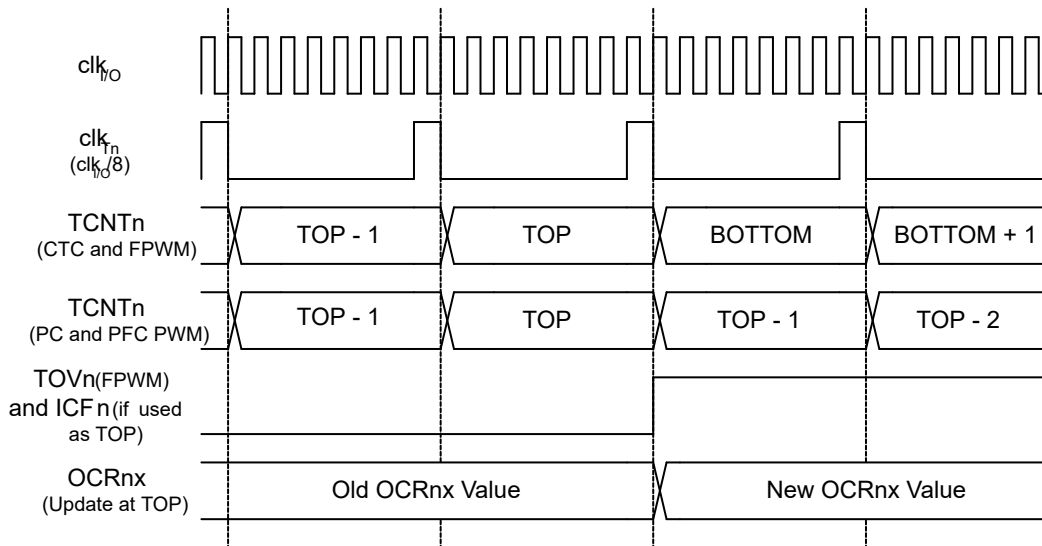 clkI/O
clkTn
(clkI/O/8)
TCNTn
(CTC and FPWM)
TOP - 1
TOP
BOTTOM
BOTTOM + 1
TCNTn
(PC and PFC PWM)
TOP - 1
TOP
TOP - 1
TOP - 2
TOVn(FPWM)
and ICFn(if used
as TOP)
OCRnx
(Update at TOP)
Old OCRnx Value
New OCRnx Value